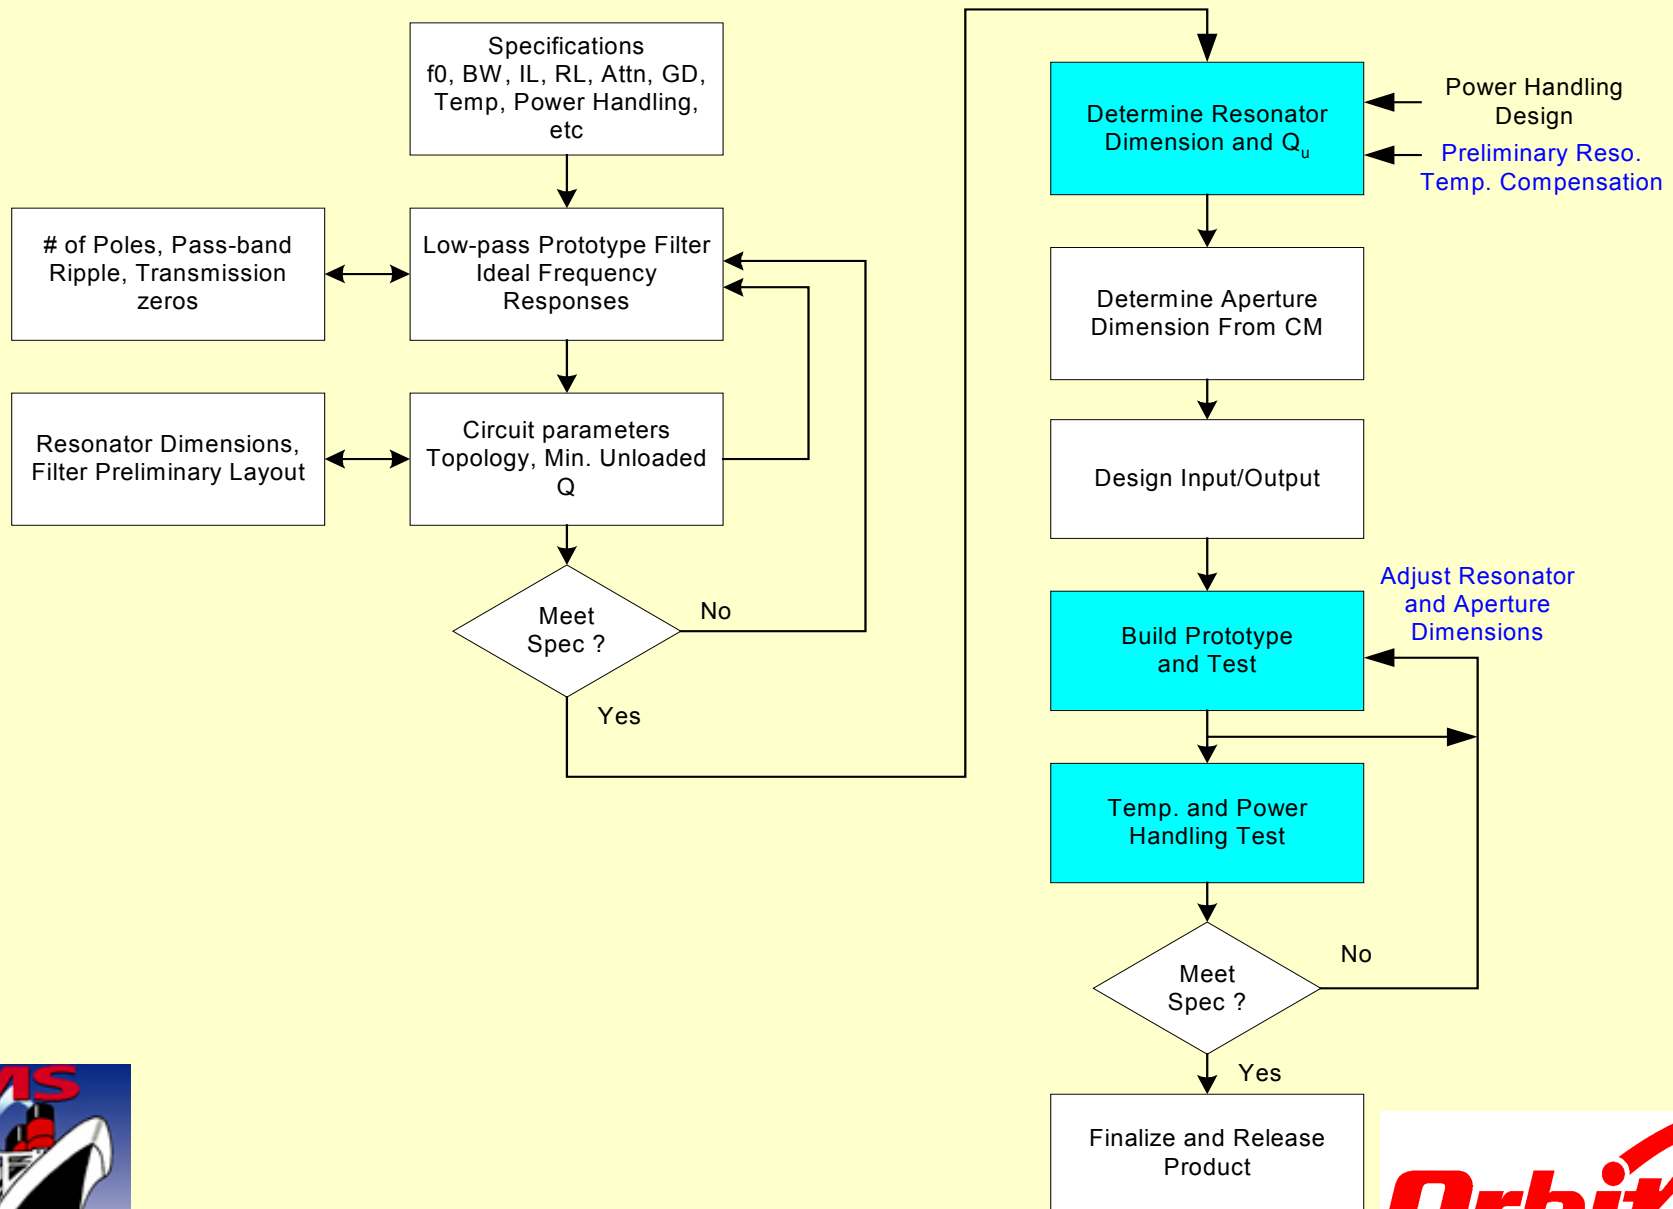 Specifications
f0, BW, IL, RL, Attn, GD,
Temp, Power Handling,
etc
# of Poles, Pass-band
Ripple, Transmission
zeros
Low-pass Prototype Filter
Ideal Frequency
Responses
Resonator Dimensions,
Filter Preliminary Layout
Circuit parameters
Topology, Min. Unloaded
Q
Meet
Spec ?
No
Yes
Determine Resonator
Dimension and Qu
Power Handling
Design
Preliminary Reso.
Temp. Compensation
Determine Aperture
Dimension From CM
Design Input/Output
Adjust Resonator
and Aperture
Dimensions
Build Prototype
and Test
Temp. and Power
Handling Test
Meet
Spec ?
No
Yes
Finalize and Release
Product